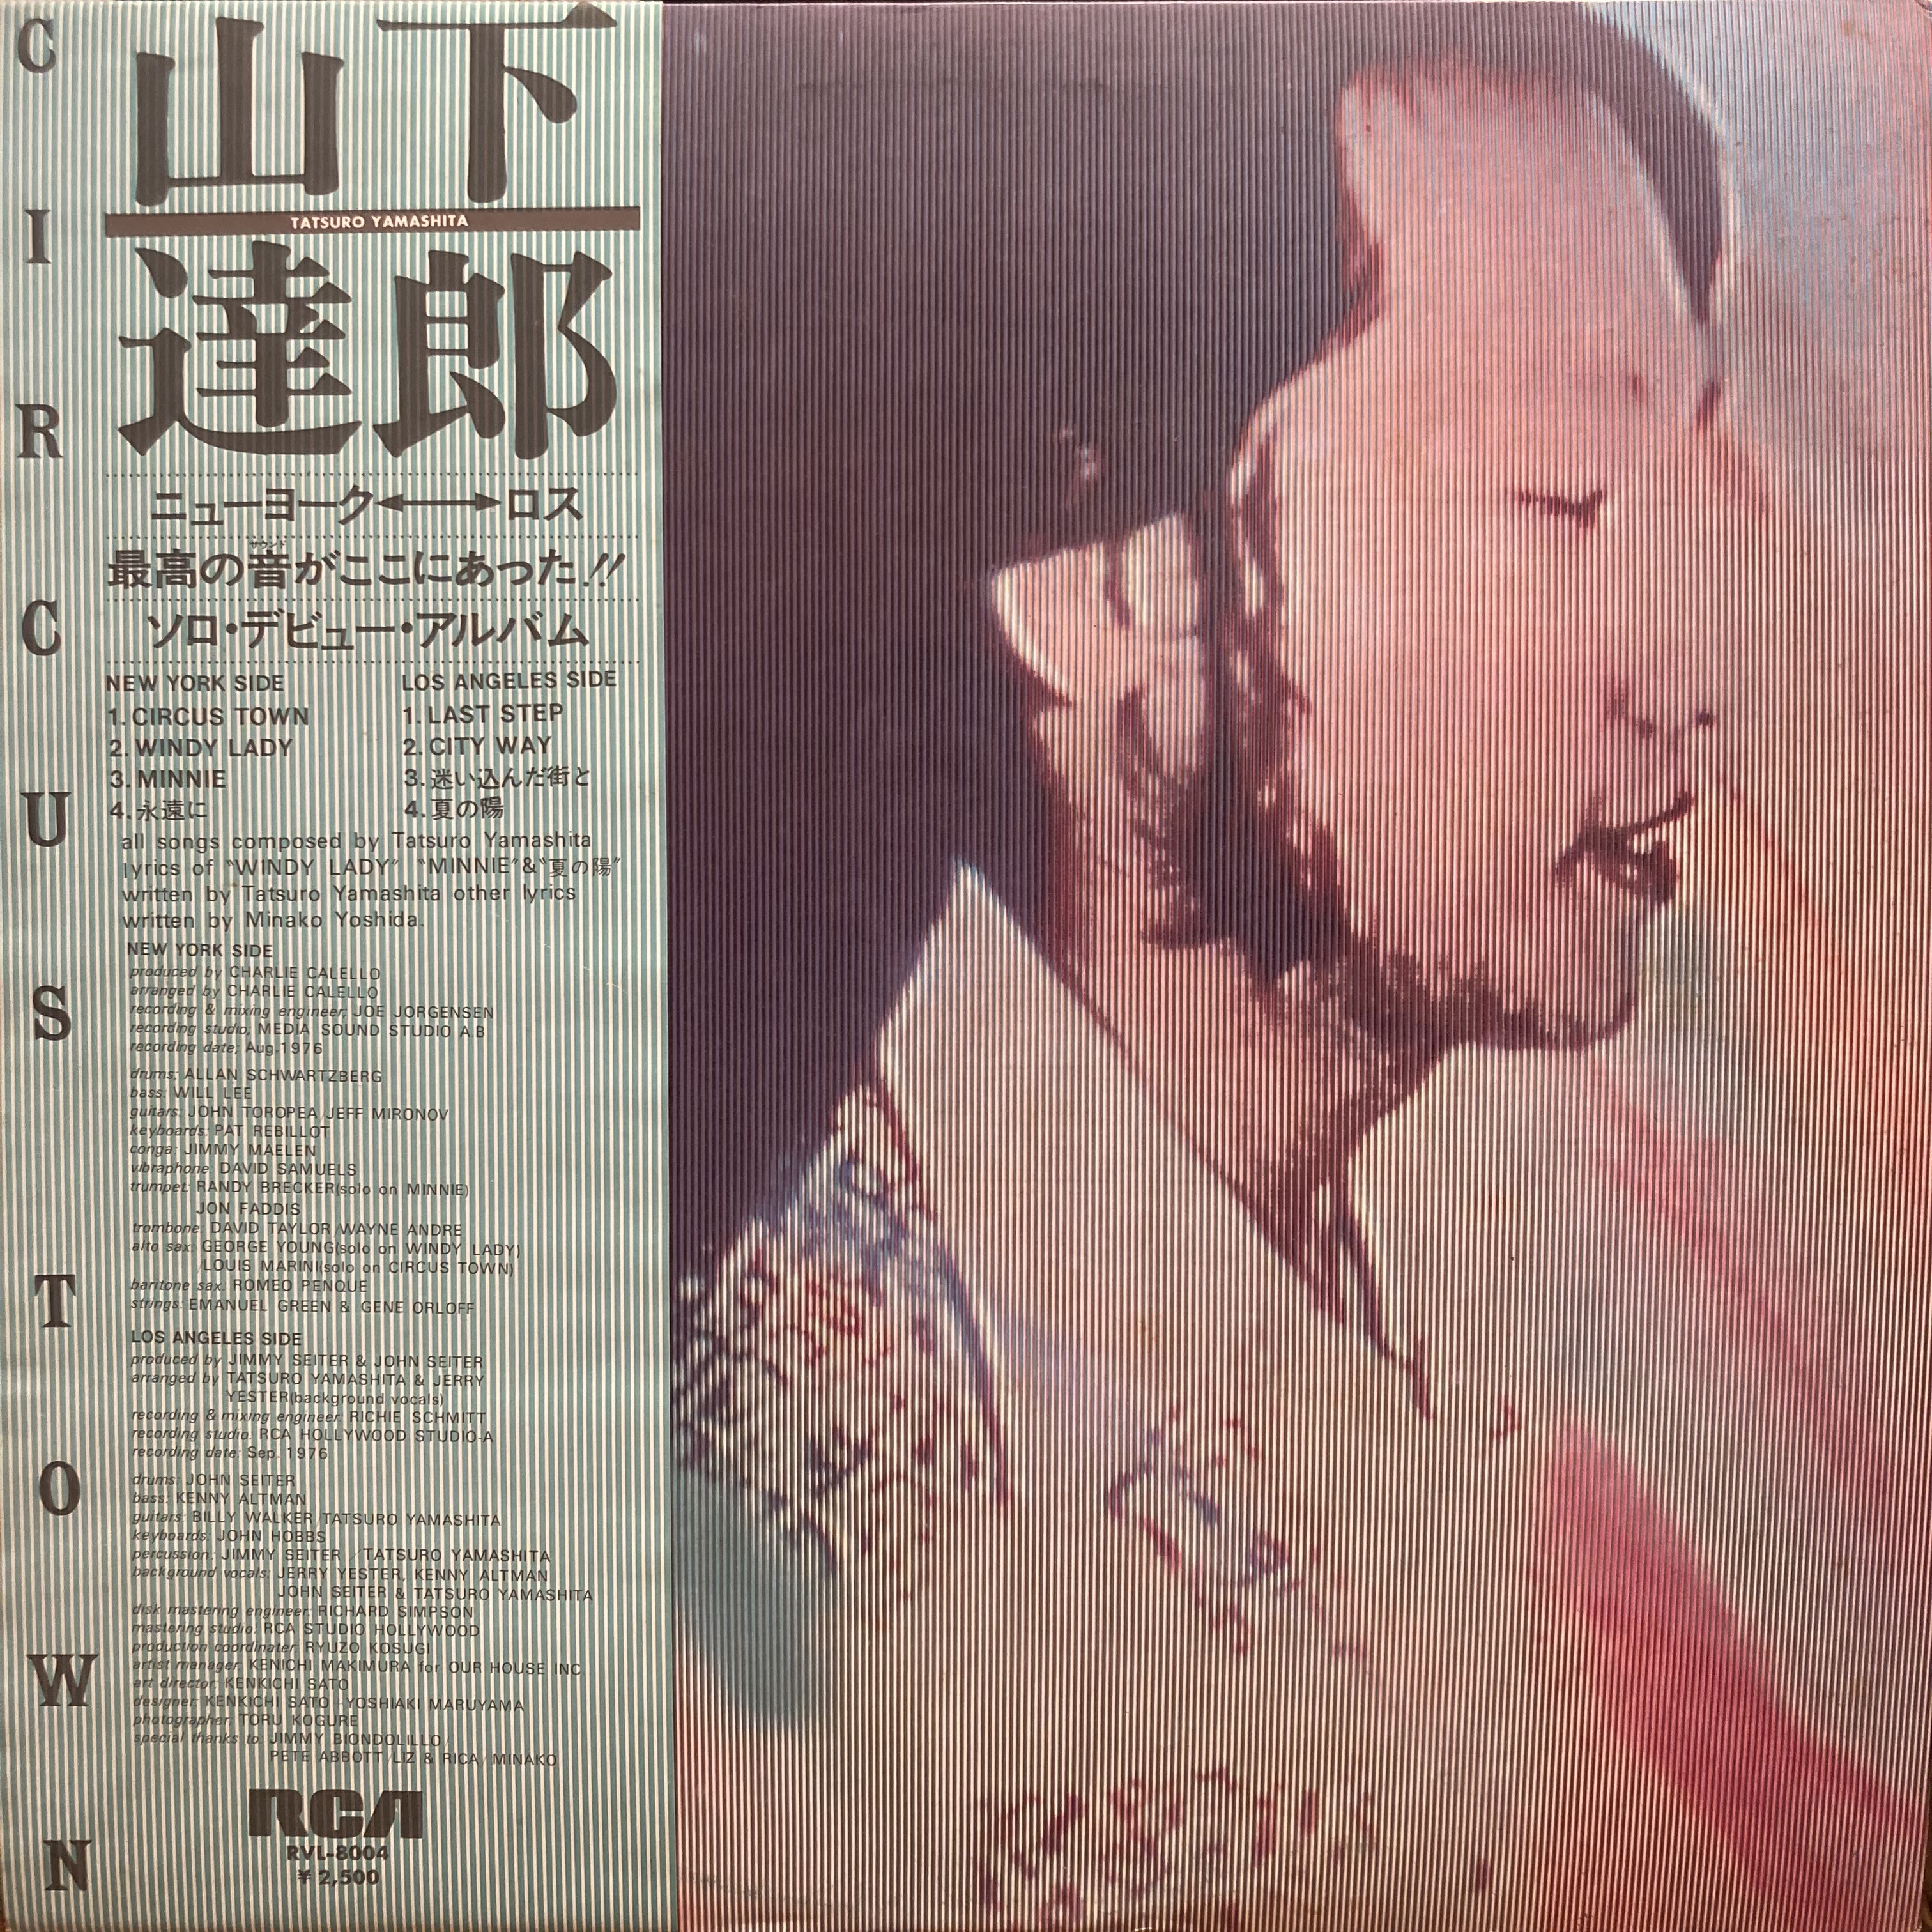 CIRCUS TOWN
山下
TATSURO YAMASHITA
達郎
ニューヨーク⟷ロス
サウンド
最高の音がここにあった!!
ソロ・デビュー・アルバム
NEW YORK SIDE
1. CIRCUS TOWN
2. WINDY LADY
3. MINNIE
4. 永遠に
LOS ANGELES SIDE
1. LAST STEP
2. CITY WAY
3. 迷い込んだ街と
4. 夏の陽
all songs composed by Tatsuro Yamashita
lyrics of "WINDY LADY" "MINNIE"&"夏の陽"
written by Tatsuro Yamashita other lyrics
written by Minako Yoshida.
NEW YORK SIDE
produced by CHARLIE CALELLO
arranged by CHARLIE CALELLO
recording & mixing engineer; JOE JORGENSEN
recording studio; MEDIA SOUND STUDIO A.B
recording date; Aug.1976
drums; ALLAN SCHWARTZBERG
bass: WILL LEE
guitars: JOHN TOROPEA/JEFF MIRONOV
keyboards: PAT REBILLOT
conga: JIMMY MAELEN
vibraphone: DAVID SAMUELS
trumpet: RANDY BRECKER(solo on MINNIE)
JON FADDIS
trombone: DAVID TAYLOR/WAYNE ANDRE
alto sax: GEORGE YOUNG(solo on WINDY LADY)
/LOUIS MARINI(solo on CIRCUS TOWN)
baritone sax: ROMEO PENQUE
strings: EMANUEL GREEN & GENE ORLOFF
LOS ANGELES SIDE
produced by JIMMY SEITER & JOHN SEITER
arranged by TATSURO YAMASHITA & JERRY
YESTER(background vocals)
recording & mixing engineer: RICHIE SCHMITT
recording studio: RCA HOLLYWOOD STUDIO-A
recording date: Sep. 1976
drums: JOHN SEITER
bass: KENNY ALTMAN
guitars: BILLY WALKER/TATSURO YAMASHITA
keyboards: JOHN HOBBS
percussion: JIMMY SEITER / TATSURO YAMASHITA
background vocals: JERRY YESTER, KENNY ALTMAN
JOHN SEITER & TATSURO YAMASHITA
disk mastering engineer: RICHARD SIMPSON
mastering studio: RCA STUDIO HOLLYWOOD
production coordinater: RYUZO KOSUGI
artist manager: KENICHI MAKIMURA for OUR HOUSE INC.
art director: KENKICHI SATO
designer: KENKICHI SATO+YOSHIAKI MARUYAMA
photographer: TORU KOGURE
special thanks to: JIMMY BIONDOLILLO/
PETE ABBOTT/LIZ & RICA/MINAKO
RCA
RVL-8004
¥2,500